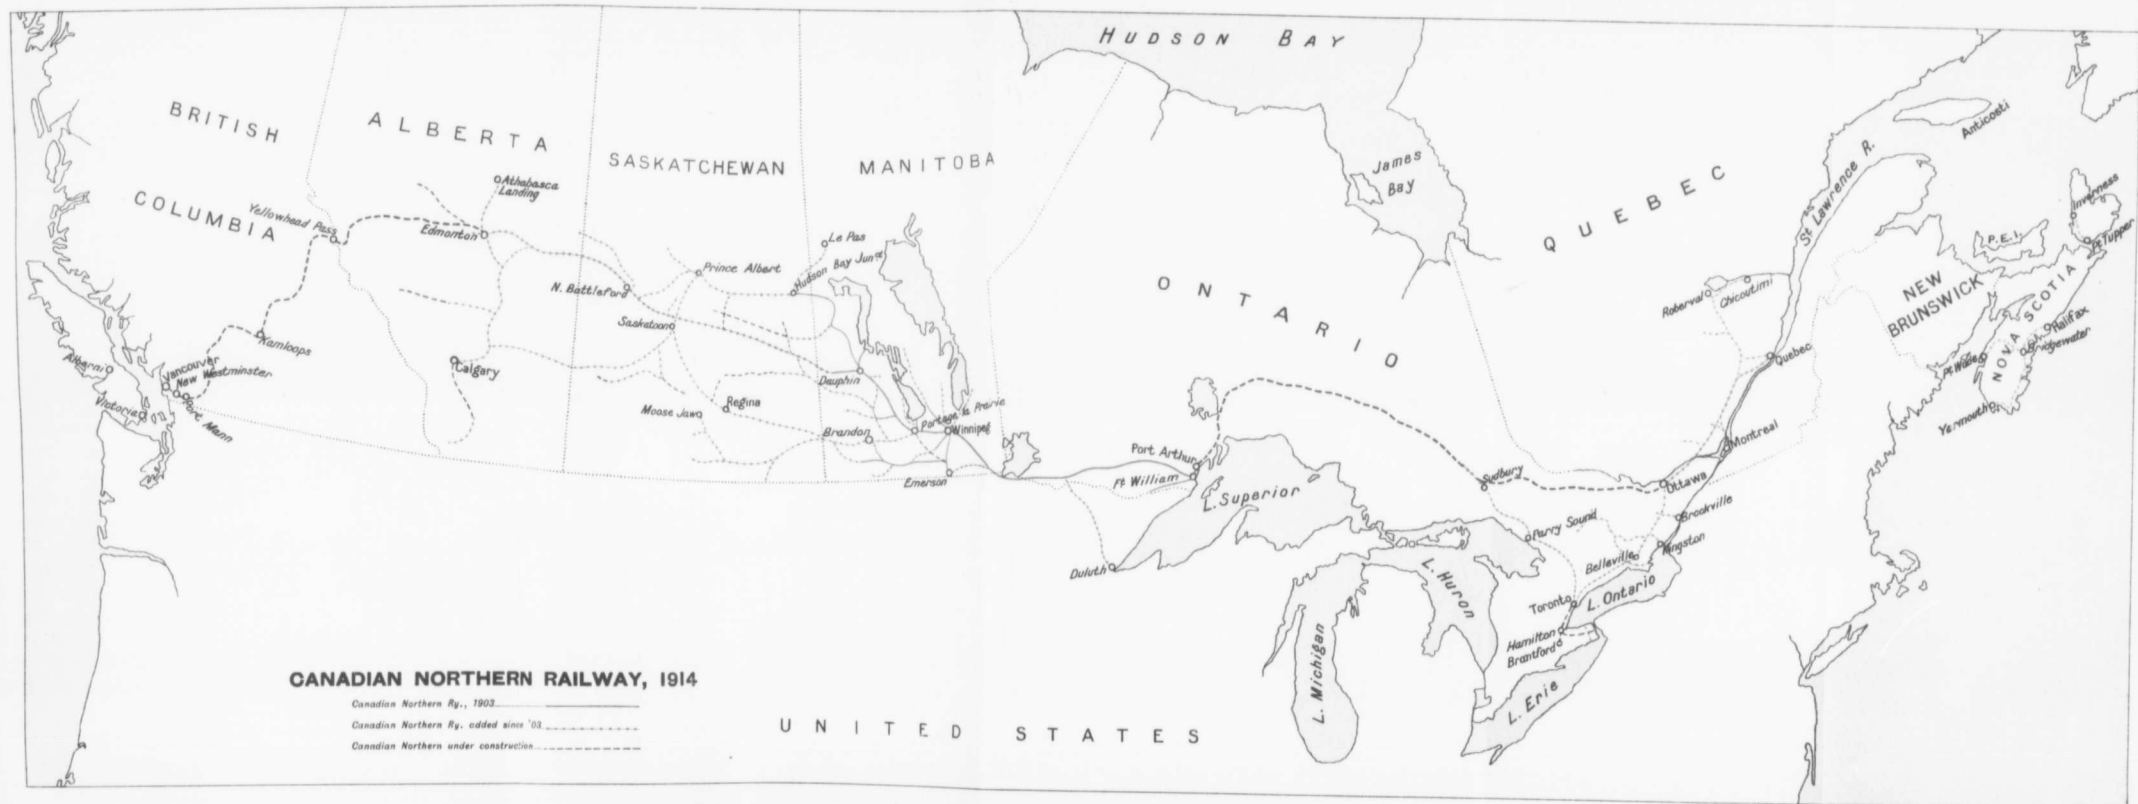 HUDSON BAY
BRITISH
COLUMBIA
ALBERTA
SASKATCHEWAN
MANITOBA
James
Bay
QUEBEC
ONTARIO
St Lawrence R.
Anticosti
P.E.I.
NEW
BRUNSWICK
NOVA SCOTIA
Inverness
Pt Tupper
Halifax
Bridgewater
Yarmouth
Athabasca
Landing
Yellowhead Pass
Edmonton
Le Pas
Hudson Bay Junc.
Prince Albert
N. Battleford
Saskatoon
Kamloops
Alberni
Vancouver
New Westminster
Port Mann
Victoria
Calgary
Dauphin
Regina
Moose Jaw
Portage la Prairie
Winnipeg
Brandon
Emerson
Port Arthur
Ft William
L. Superior
Duluth
Sudbury
Parry Sound
Roberval
Chicoutimi
Quebec
Montreal
Ottawa
Brockville
Kingston
Belleville
Toronto
L. Ontario
Hamilton
Brantford
L. Huron
L. Michigan
L. Erie
UNITED STATES
CANADIAN NORTHERN RAILWAY, 1914
Canadian Northern Ry., 1903
Canadian Northern Ry. added since '03
Canadian Northern under construction